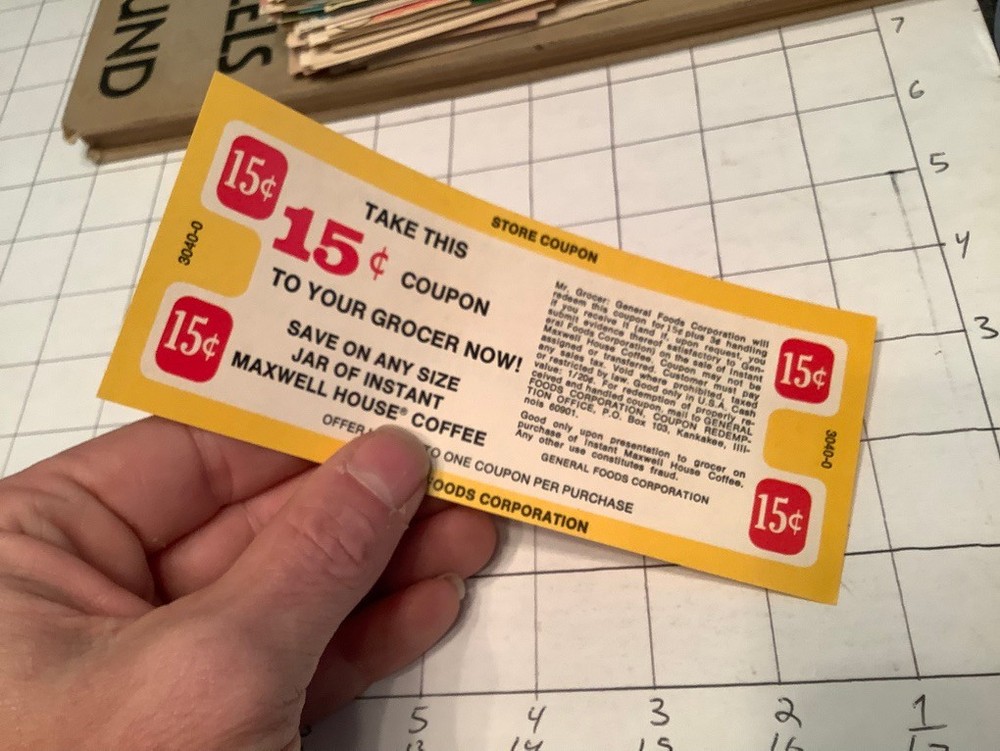 UND
ELS
7
6
5
4
3
STORE COUPON
15¢
3040-0
15¢
TAKE THIS
15¢ COUPON
TO YOUR GROCER NOW!
SAVE ON ANY SIZE
JAR OF INSTANT
MAXWELL HOUSE® COFFEE
OFFER
TO ONE COUPON PER PURCHASE
FOODS CORPORATION
Mr. Grocer: General Foods Corporation will
redeem this coupon for 15¢ plus 3¢ handling
if you receive it (and if, upon request, you
submit evidence thereof satisfactory to Gen-
eral Foods Corporation) on the sale of Instant
Maxwell House Coffee. Coupon may not be
assigned or transferred. Customer must pay
any sales tax. Void where prohibited, taxed
or restricted by law. Good only in U.S.A. Cash
value: 1/20¢. For redemption of properly re-
ceived and handled coupon, mail to GENERAL
FOODS CORPORATION, COUPON REDEMP-
TION OFFICE, P.O. Box 103, Kankakee, Illi-
nois 60901.
Good only upon presentation to grocer on
purchase of Instant Maxwell House Coffee.
Any other use constitutes fraud.
GENERAL FOODS CORPORATION
15¢
3040-0
15¢
5 4 3 2 1
13 14 15 16